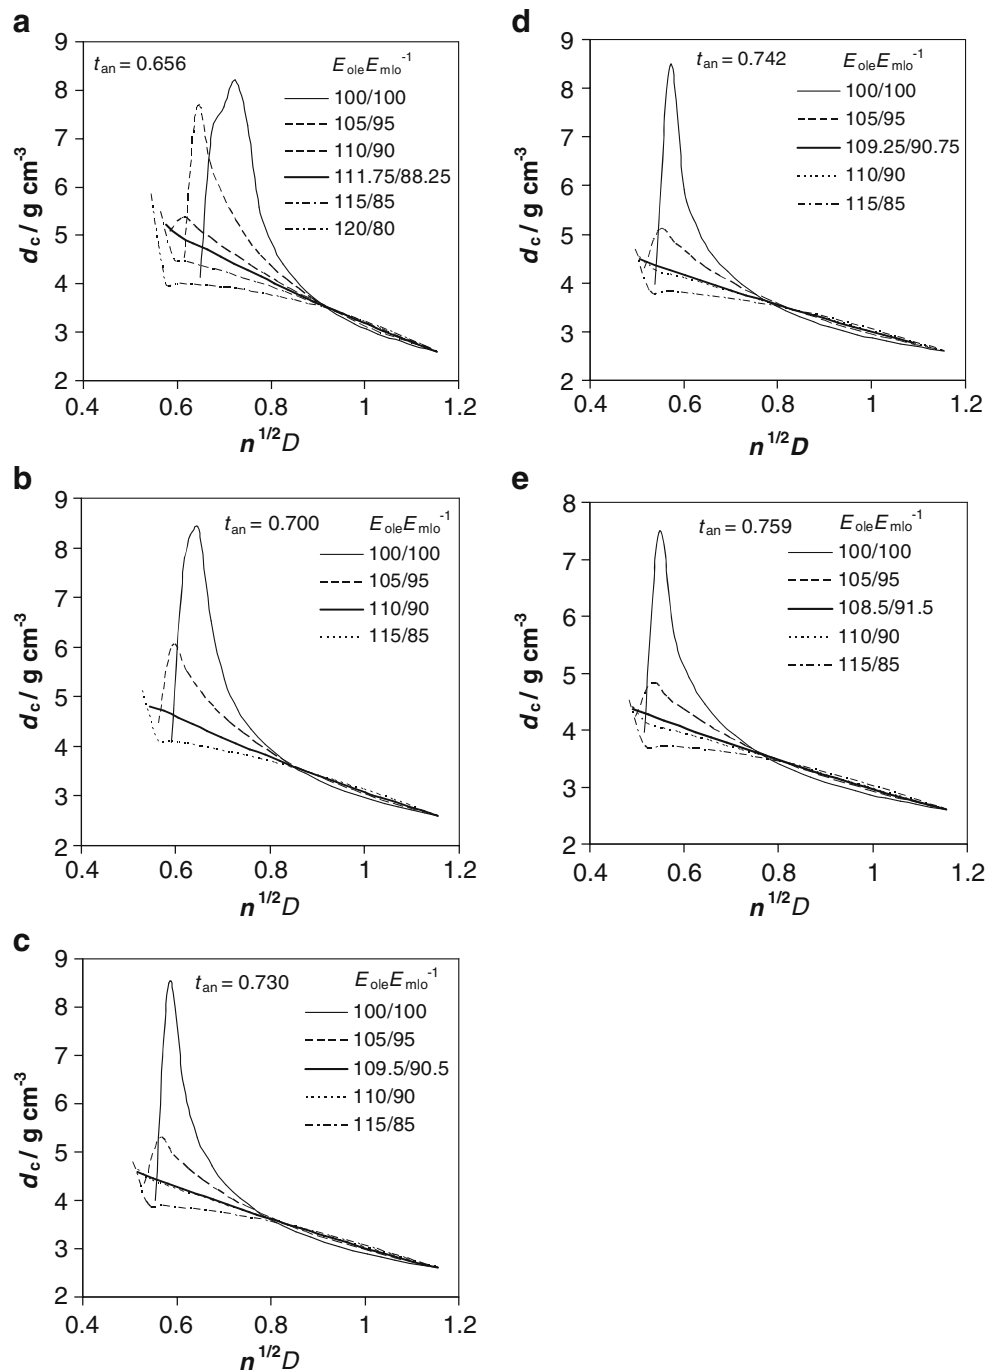 a
t_an = 0.656
E_ole E_mlo^-1
100/100
105/95
110/90
111.75/88.25
115/85
120/80
d_c / g cm^-3
9
8
7
6
5
4
3
2
0.4 0.6 0.8 1 1.2
n^1/2 D
b
t_an = 0.700
E_ole E_mlo^-1
100/100
105/95
110/90
115/85
d_c / g cm^-3
9
8
7
6
5
4
3
2
0.4 0.6 0.8 1 1.2
n^1/2 D
c
t_an = 0.730
E_ole E_mlo^-1
100/100
105/95
109.5/90.5
110/90
115/85
d_c / g cm^-3
9
8
7
6
5
4
3
2
0.4 0.6 0.8 1 1.2
n^1/2 D
d
t_an = 0.742
E_ole E_mlo^-1
100/100
105/95
109.25/90.75
110/90
115/85
d_c / g cm^-3
9
8
7
6
5
4
3
2
0.4 0.6 0.8 1 1.2
n^1/2 D
e
t_an = 0.759
E_ole E_mlo^-1
100/100
105/95
108.5/91.5
110/90
115/85
d_c / g cm^-3
8
7
6
5
4
3
2
0.4 0.6 0.8 1 1.2
n^1/2 D